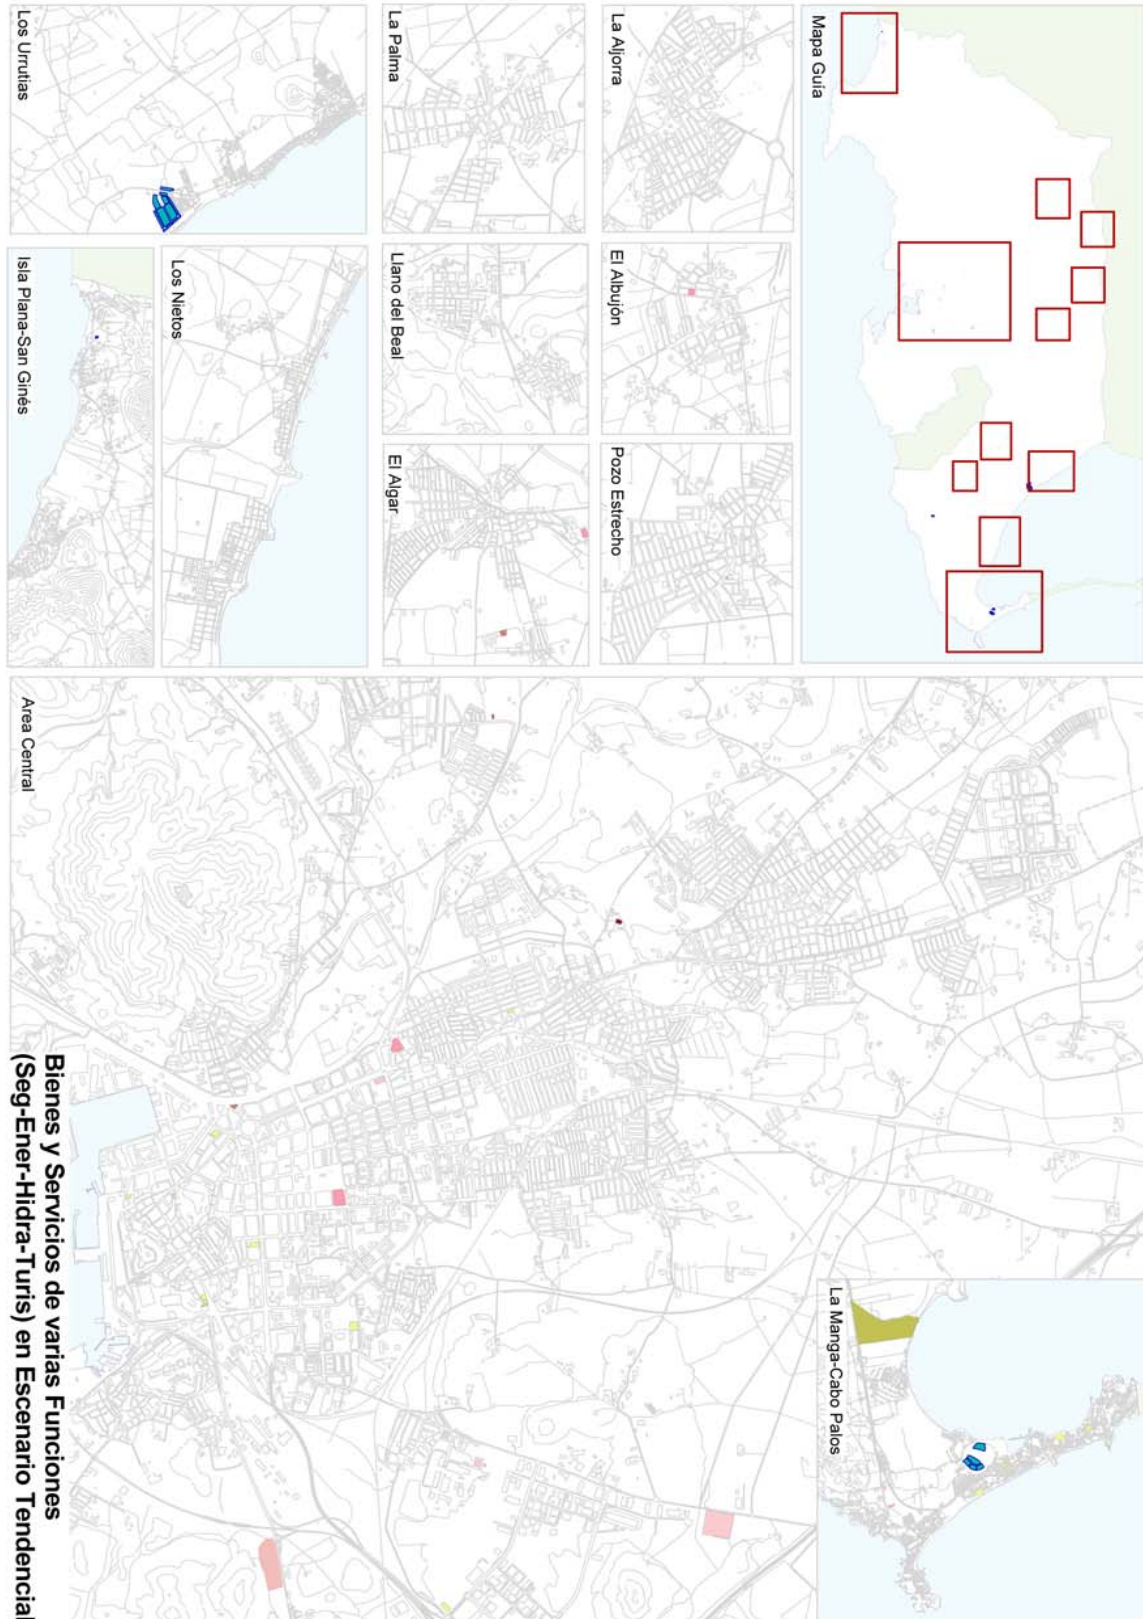 Mapa Guía
La Aljorra
La Palma
Los Urrutias
El Albujón
Llano del Beal
Los Nietos
Isla Plana-San Ginés
Pozo Estrecho
El Algar
Area Central
La Manga-Cabo Palos
Bienes y Servicios de varias Funciones
(Seg-Ener-Hidra-Turis) en Escenario Tendencial